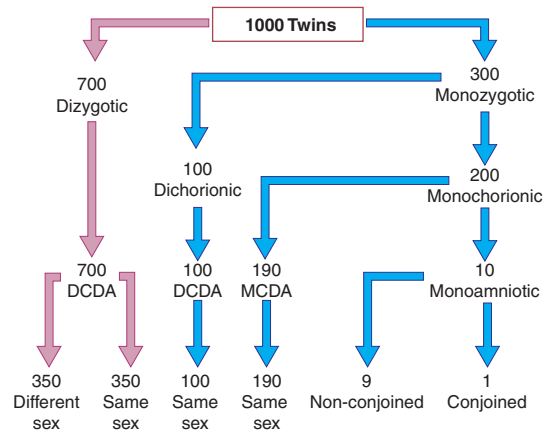 1000 Twins
700
Dizygotic
300
Monozygotic
100
Dichorionic
200
Monochorionic
700
DCDA
100
DCDA
190
MCDA
10
Monoamniotic
350
Different
sex
350
Same
sex
100
Same
sex
190
Same
sex
9
Non-conjoined
1
Conjoined